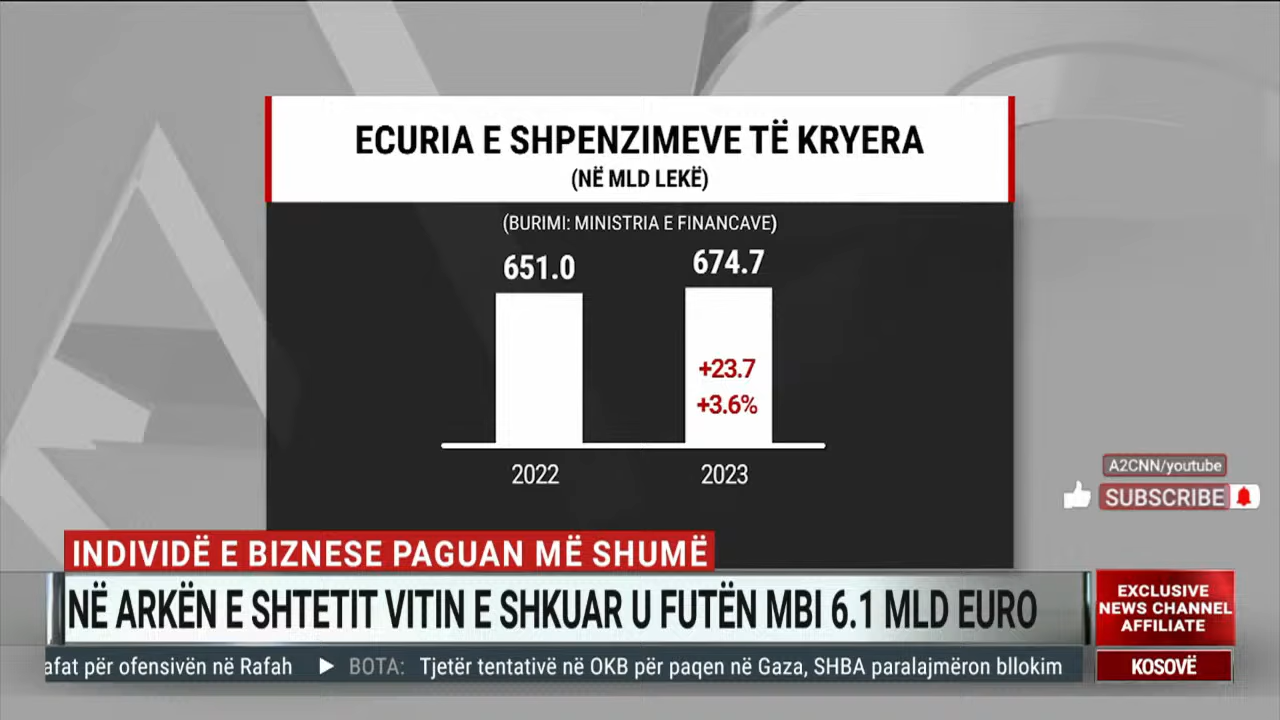 ECURIA E SHPENZIMEVE TË KRYERA
(NË MLD LEKË)
(BURIMI: MINISTRIA E FINANCAVE)
651.0
674.7
+23.7
+3.6%
2022
2023
A2CNN/youtube
SUBSCRIBE
INDIVIDË E BIZNESE PAGUAN MË SHUMË
NË ARKËN E SHTETIT VITIN E SHKUAR U FUTËN MBI 6.1 MLD EURO
EXCLUSIVE
NEWS CHANNEL
AFFILIATE
afat për ofensivën në Rafah ▶ BOTA: Tjetër tentativë në OKB për paqen në Gaza, SHBA paralajmëron bllokim
KOSOVË